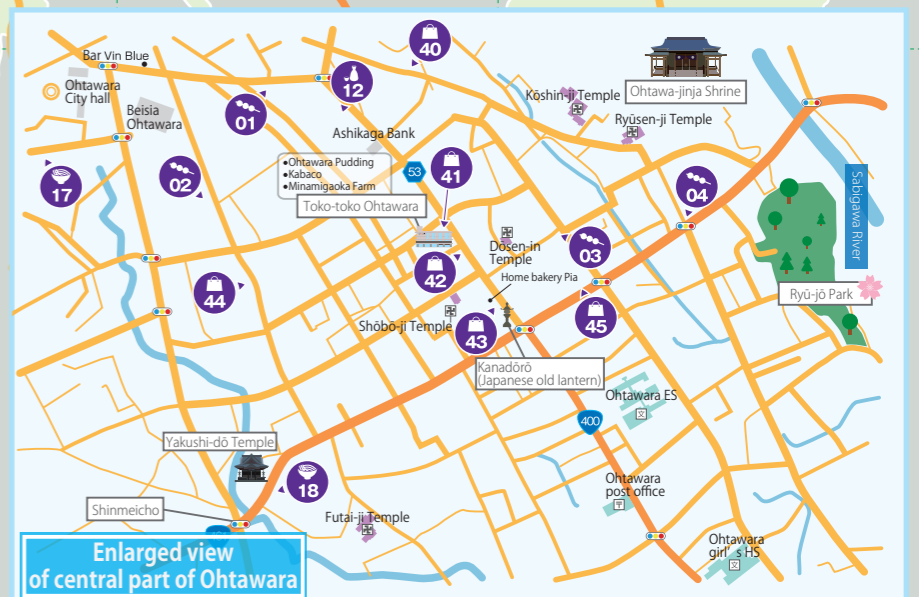 40
Bar Vin Blue
Ohtawara
City hall
12
Kōshin-ji Temple
Ohtawa-jinja Shrine
Beisia
Ohtawara
01
Ryūsen-ji Temple
Ashikaga Bank
•Ohtawara Pudding
•Kabaco
•Minamigaoka Farm
53
41
17
02
04
Toko-toko Ohtawara
Sabigawa River
Dōsen-in
Temple
03
42
Home bakery Pia
44
Ryū-jō Park
Shōbō-ji Temple
43
45
Kanadōrō
(Japanese old lantern)
Ohtawara ES
文
400
Yakushi-dō Temple
18
Ohtawara
post office
〒
Shinmeicho
Futai-ji Temple
Ohtawara
girl’s HS
文
Enlarged view
of central part of Ohtawara